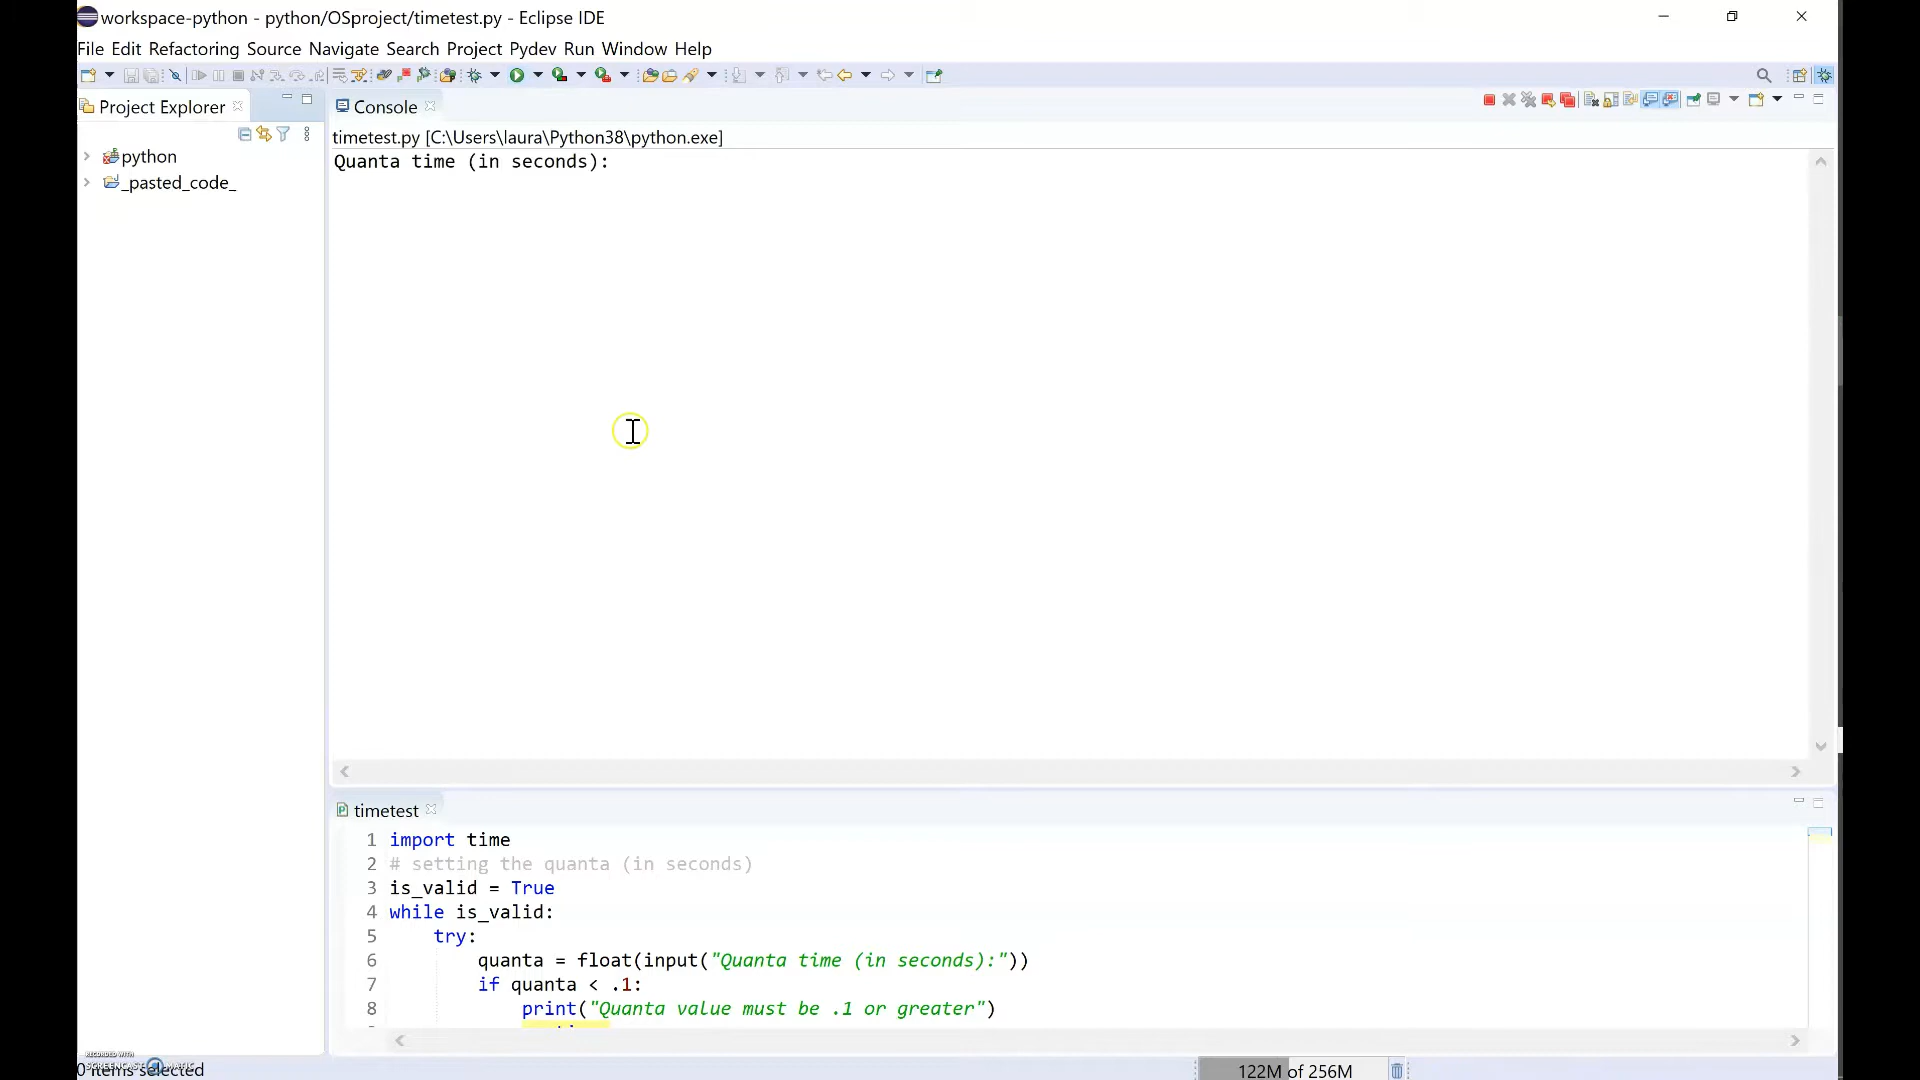 workspace-python - python/OSproject/timetest.py - Eclipse IDE
File Edit Refactoring Source Navigate Search Project Pydev Run Window Help
Project Explorer
python
_pasted_code_
Console
timetest.py [C:\Users\laura\Python38\python.exe]
Quanta time (in seconds):
timetest
1 import time
2 # setting the quanta (in seconds)
3 is_valid = True
4 while is_valid:
5 try:
6 quanta = float(input("Quanta time (in seconds):"))
7 if quanta < .1:
8 print("Quanta value must be .1 or greater")
RECORDED WITH
SCREENCAST MATIC
0 items selected
122M of 256M